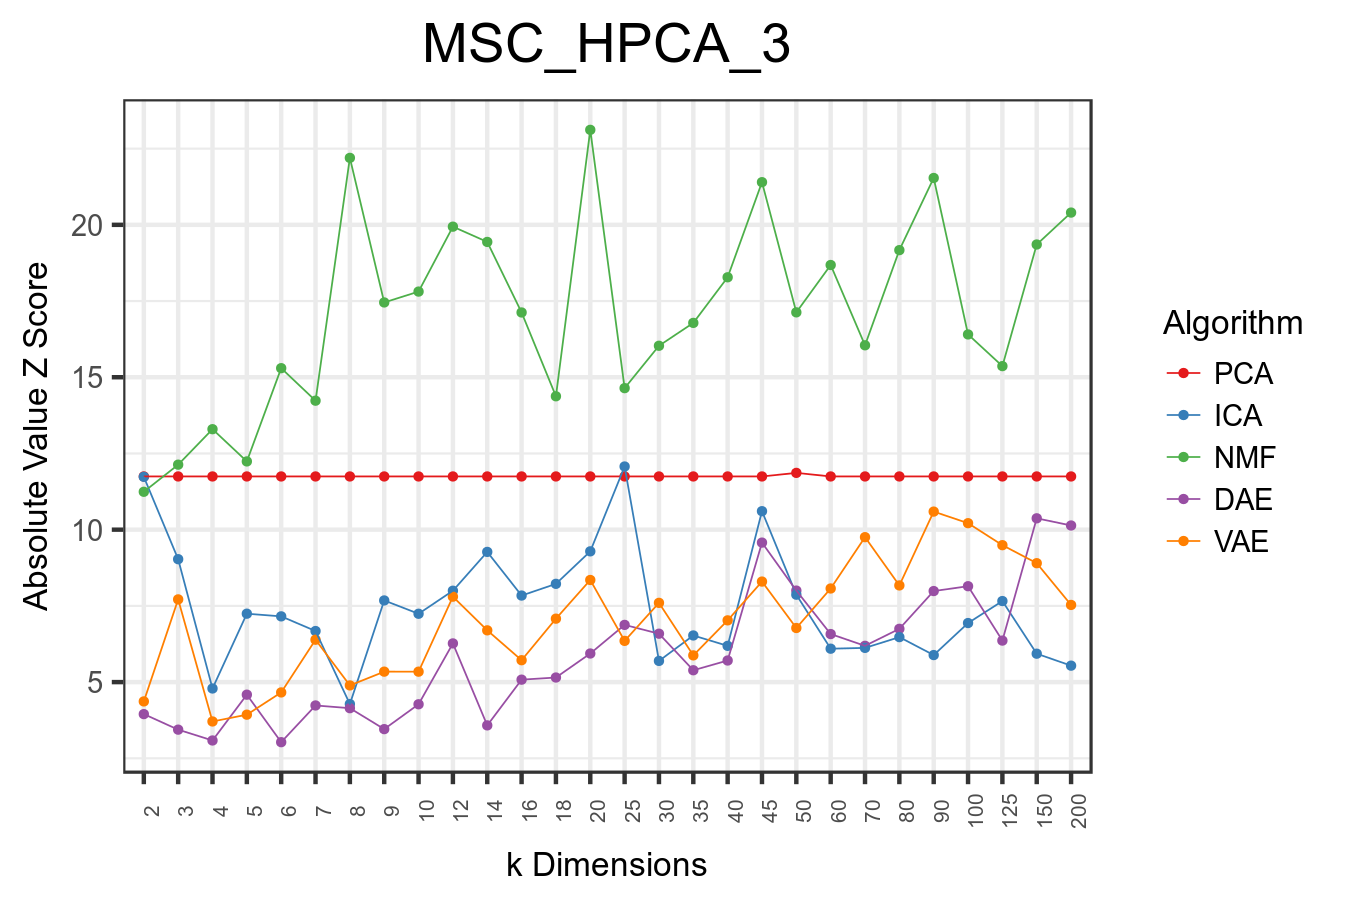 MSC_HPCA_3
Absolute Value Z Score
20
15
10
5
2 3 4 5 6 7 8 9 10 12 14 16 18 20 25 30 35 40 45 50 60 70 80 90 100 125 150 200
k Dimensions
Algorithm
PCA
ICA
NMF
DAE
VAE